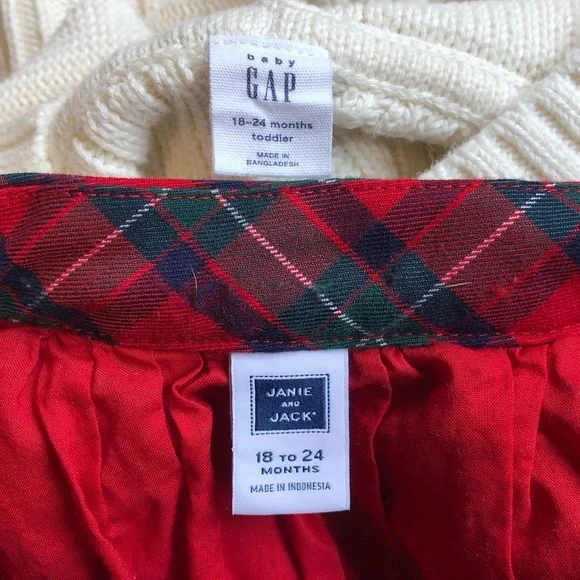 baby
GAP
18-24 months
toddler
MADE IN
BANGLADESH
JANIE
AND
JACK®
18 TO 24
MONTHS
MADE IN INDONESIA